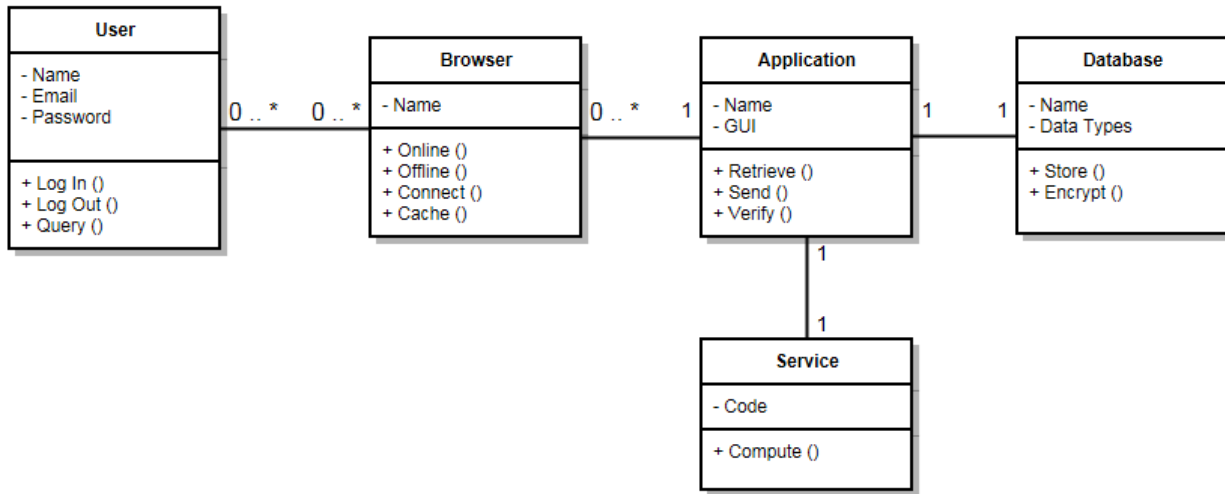 User
- Name
- Email
- Password
+ Log In ()
+ Log Out ()
+ Query ()
0 .. *
0 .. *
Browser
- Name
+ Online ()
+ Offline ()
+ Connect ()
+ Cache ()
0 .. *
1
Application
- Name
- GUI
+ Retrieve ()
+ Send ()
+ Verify ()
1
1
Database
- Name
- Data Types
+ Store ()
+ Encrypt ()
1
1
Service
- Code
+ Compute ()